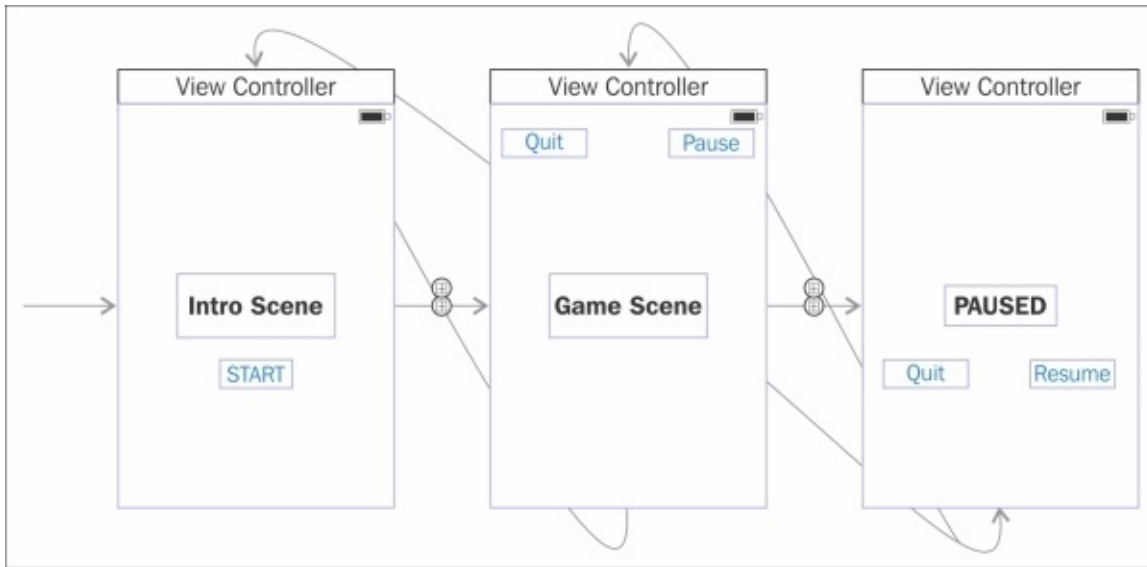 View Controller
Intro Scene
START
View Controller
Quit
Pause
Game Scene
View Controller
PAUSED
Quit
Resume